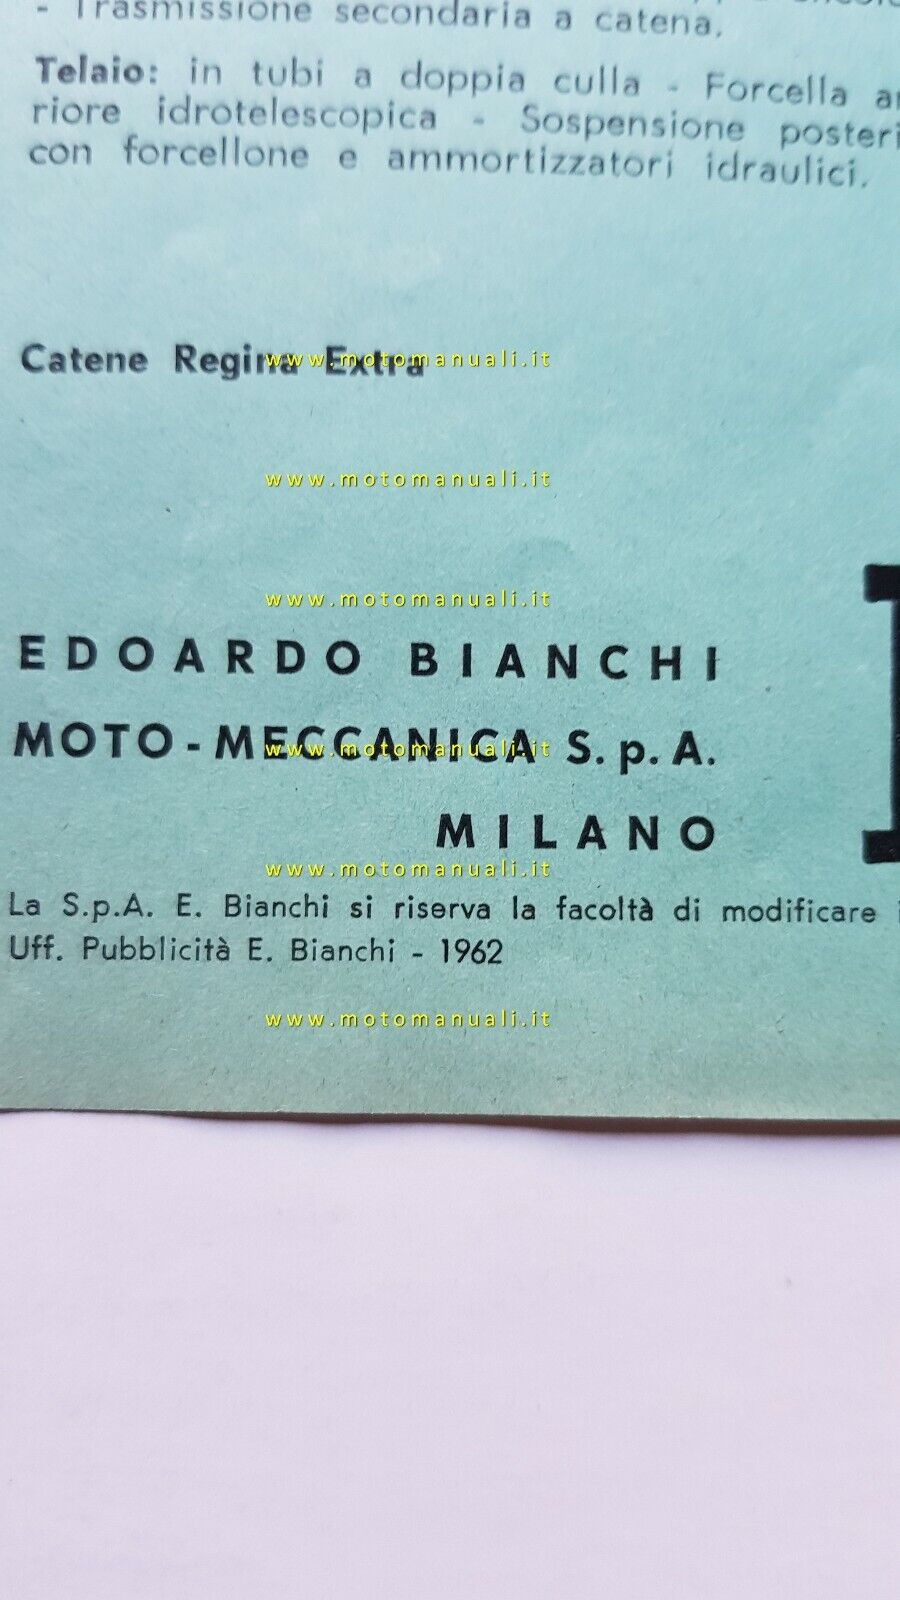 - Trasmissione secondaria a catena.
Telaio: in tubi a doppia culla - Forcella an
riore idrotelescopica - Sospensione posteri
con forcellone e ammortizzatori idraulici.
Catene Regina Extra
www.motomanuali.it
www.motomanuali.it
www.motomanuali.it
EDOARDO BIANCHI
MOTO-MECCANICA S.p.A.
www.motomanuali.it
MILANO
www.motomanuali.it
La S.p.A. E. Bianchi si riserva la facoltà di modificare i
Uff. Pubblicità E. Bianchi - 1962
www.motomanuali.it